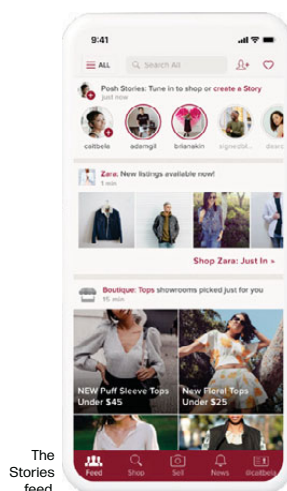 9:41
ALL
Search All
Posh Stories: Tune in to shop or create a Story
just now
caitbela
adamgil
brianakin
Zara: New listings available now!
1 min
Shop Zara: Just In »
Boutique: Tops showrooms picked just for you
15 min
NEW Puff Sleeve Tops
Under $45
New Floral Tops
Under $25
Feed
Shop
Sell
News
@caitbela
The
Stories
feed.